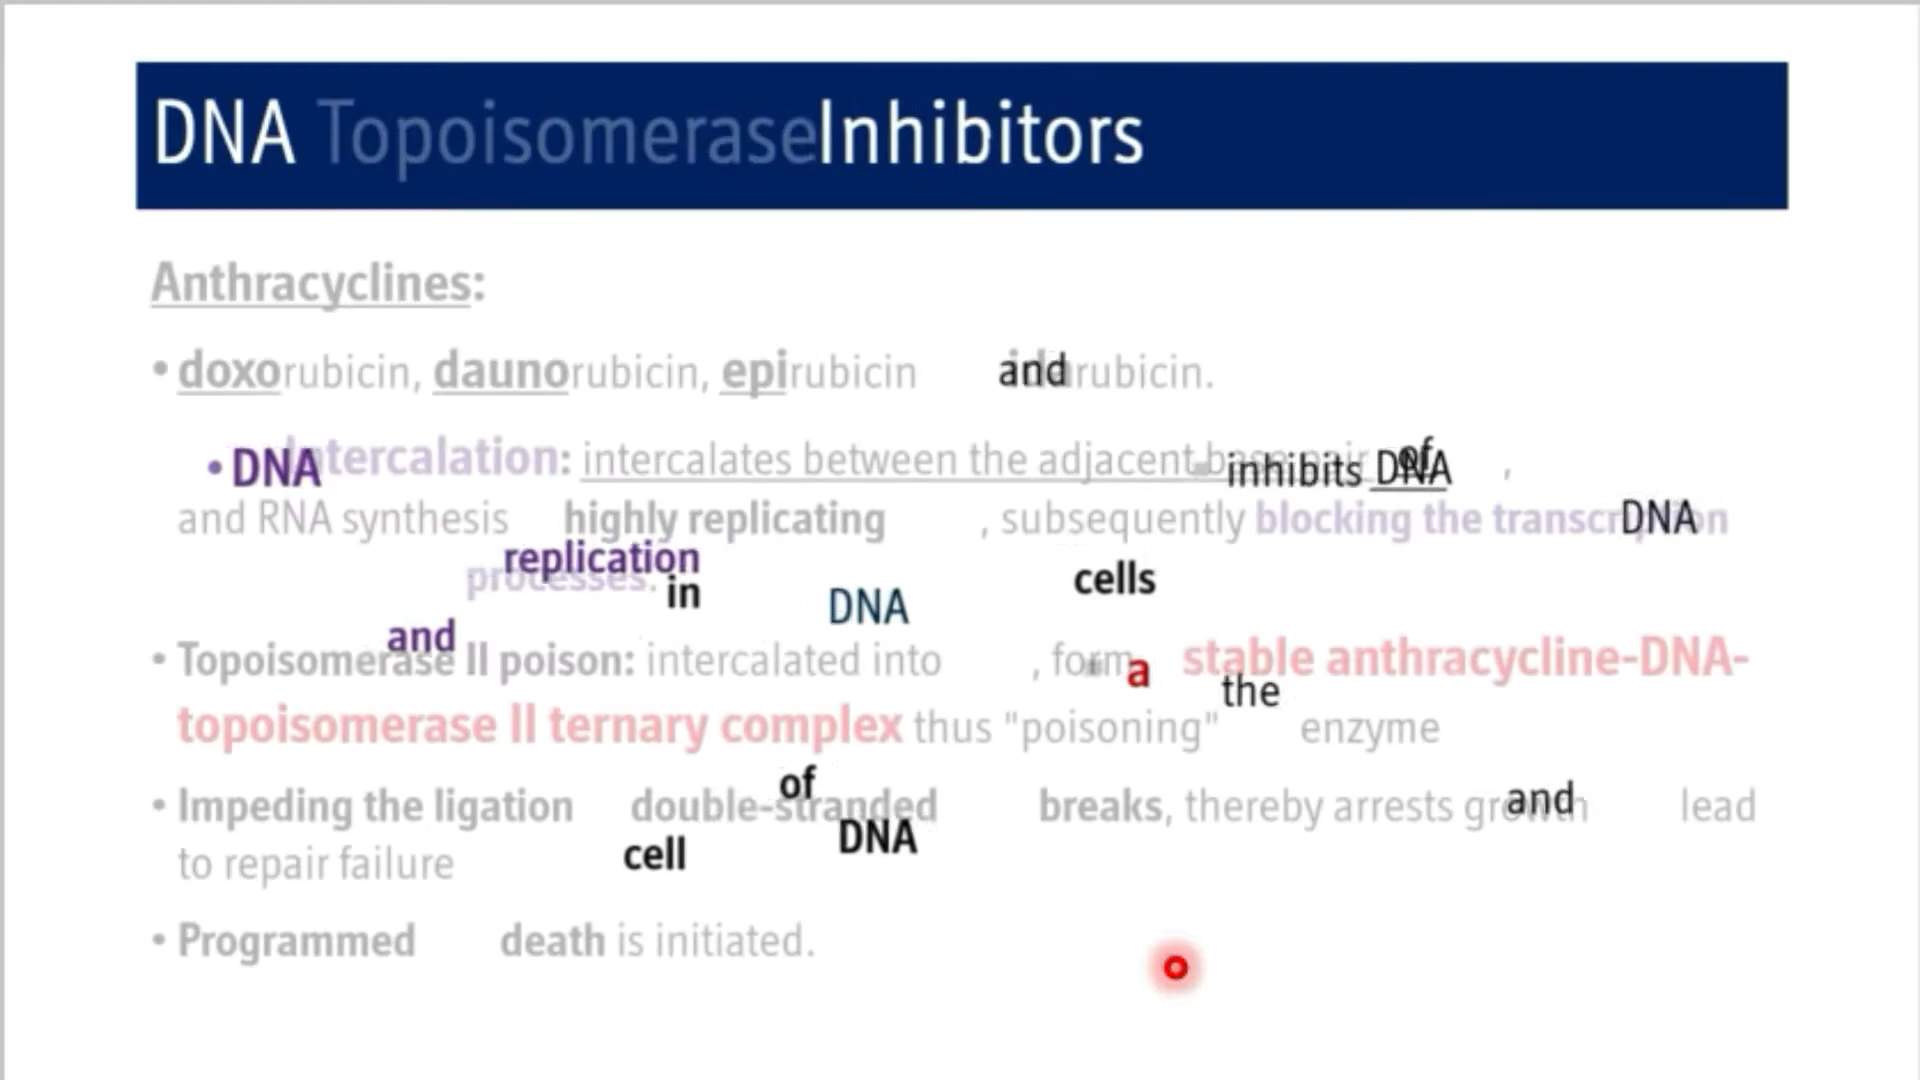 DNA Topoisomerase Inhibitors
Anthracyclines:
• doxorubicin, daunorubicin, epirubicin and idarubicin.
• DNA Intercalation: intercalates between the adjacent base pair of DNA, inhibits DNA
and RNA synthesis in highly replicating cells, subsequently blocking the transcription
and replication processes.
• Topoisomerase II poison: intercalated into DNA, form a stable anthracycline-DNA-
topoisomerase II ternary complex thus "poisoning" the enzyme
• Impeding the ligation of double-stranded DNA breaks, thereby arrests growth and lead
to repair failure
• Programmed cell death is initiated.